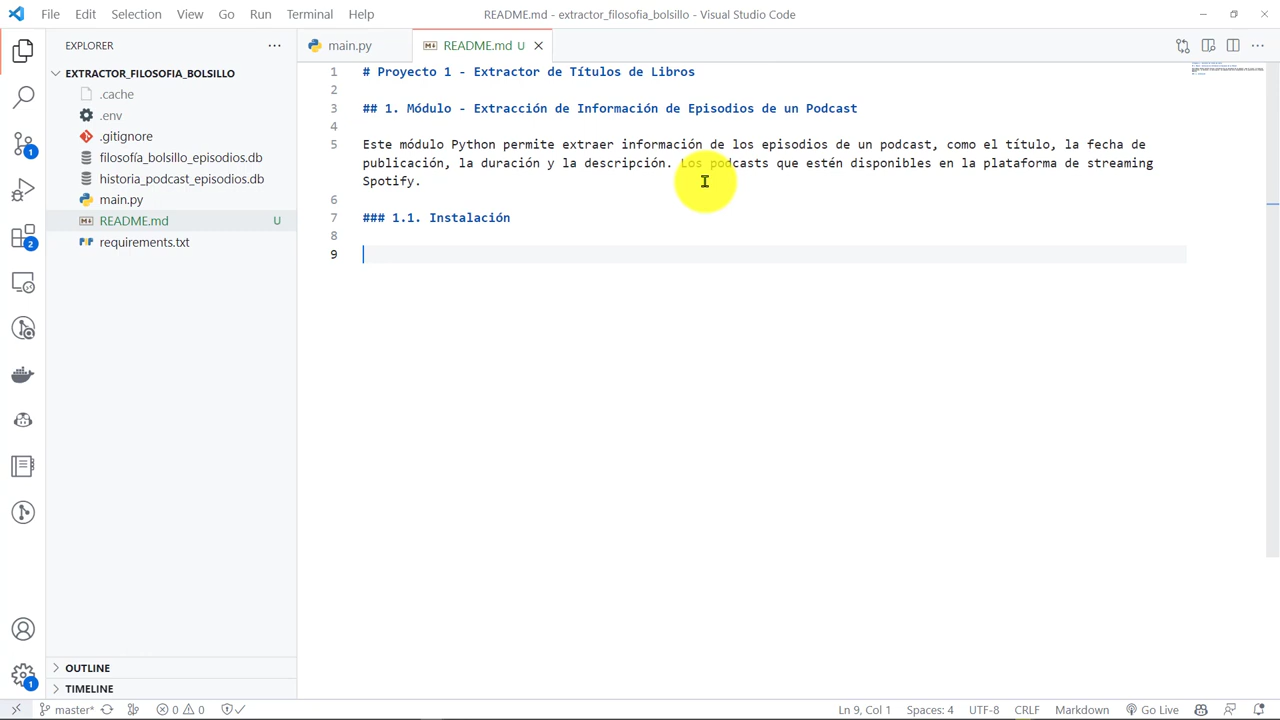 File Edit Selection View Go Run Terminal Help
README.md - extractor_filosofia_bolsillo - Visual Studio Code
EXPLORER
main.py
README.md U
EXTRACTOR_FILOSOFIA_BOLSILLO
.cache
.env
.gitignore
filosofía_bolsillo_episodios.db
historia_podcast_episodios.db
main.py
README.md U
requirements.txt
1 # Proyecto 1 - Extractor de Títulos de Libros
2
3 ## 1. Módulo - Extracción de Información de Episodios de un Podcast
4
5 Este módulo Python permite extraer información de los episodios de un podcast, como el título, la fecha de
publicación, la duración y la descripción. Los podcasts que estén disponibles en la plataforma de streaming
Spotify.
6
7 ### 1.1. Instalación
8
9
1
2
1
OUTLINE
TIMELINE
master* 0 0
Ln 9, Col 1 Spaces: 4 UTF-8 CRLF Markdown Go Live